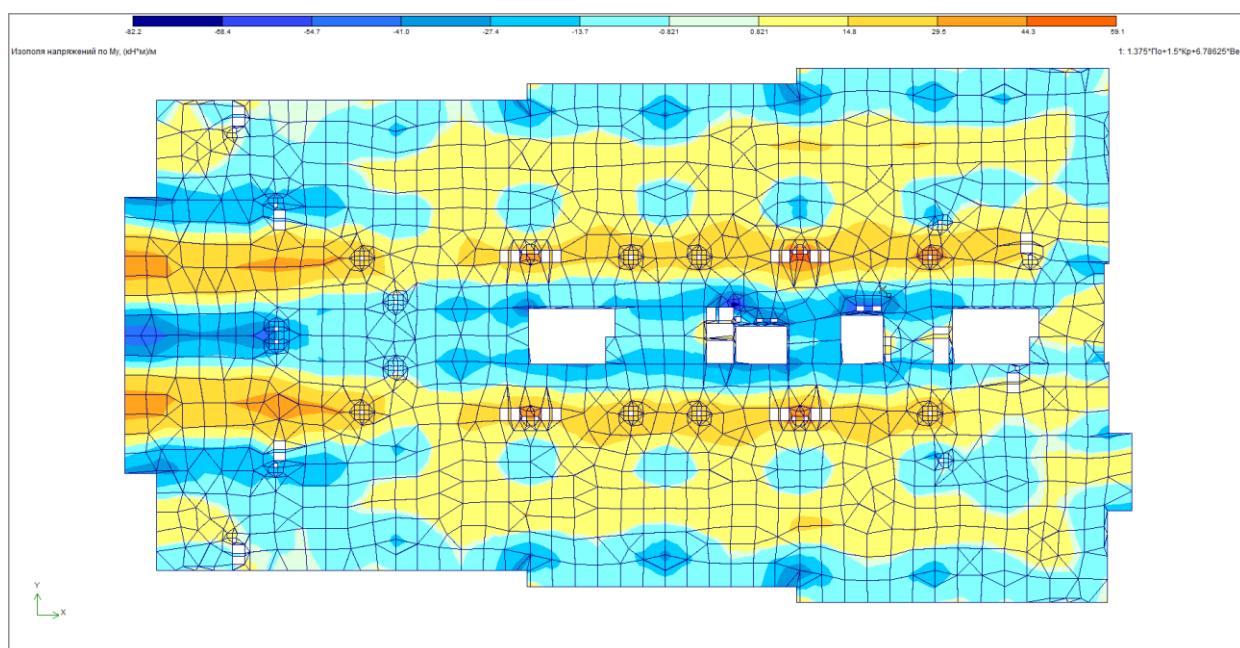 -82.2 -68.4 -54.7 -41.0 -27.4 -13.7 -0.821 0.821 14.8 29.5 44.3 59.1
Изополя напряжений по My, (кН*м)/м
1: 1.375*По+1.5*Кр+6.78625*Ве
Y
X